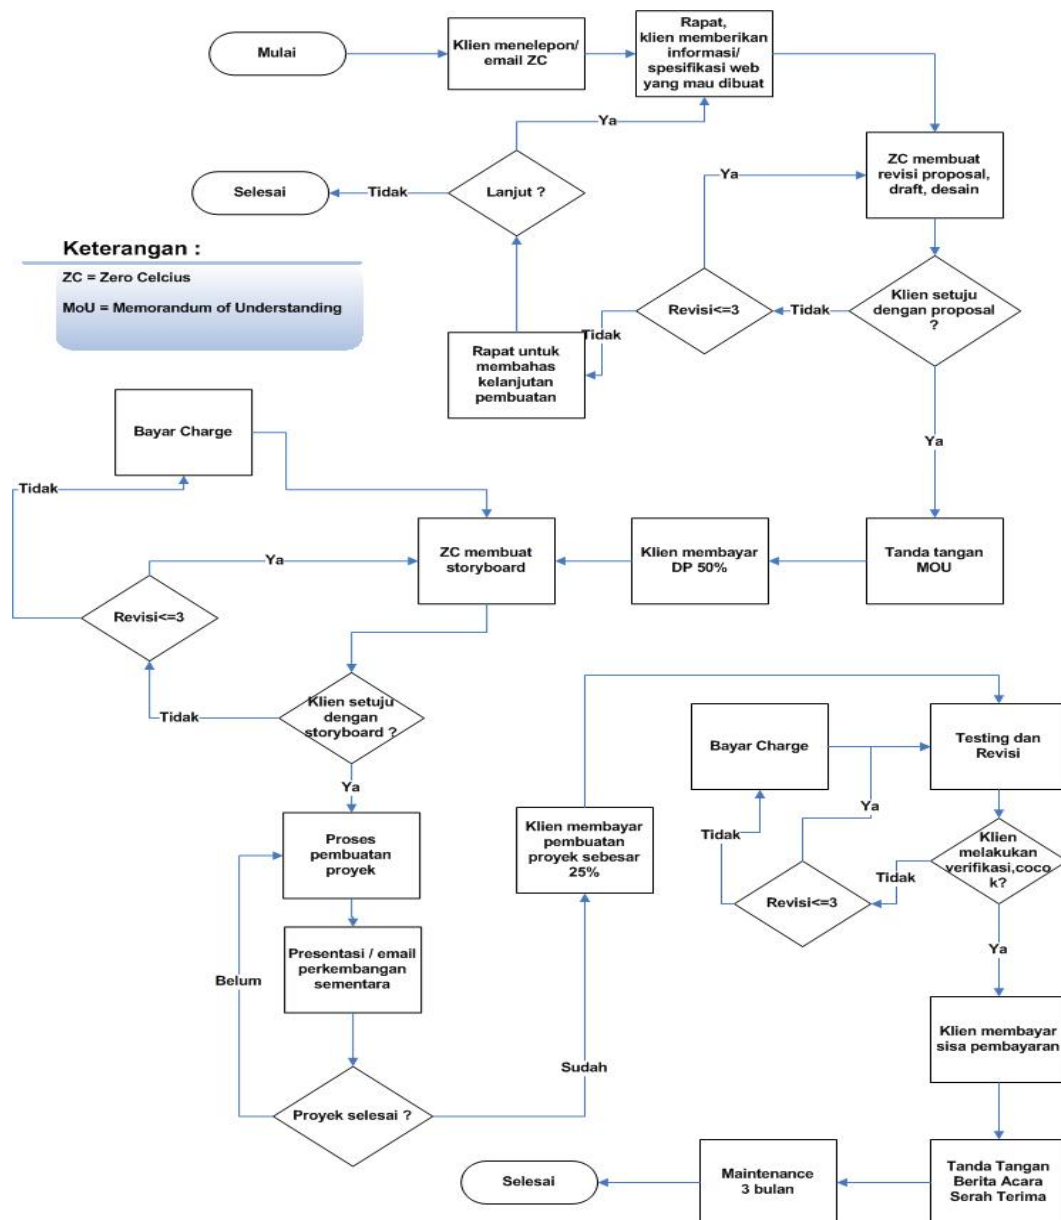 Mulai
Klien menelepon/
email ZC
Rapat,
klien memberikan
informasi/
spesifikasi web
yang mau dibuat
Ya
Selesai
Tidak
Lanjut ?
Ya
ZC membuat
revisi proposal,
draft, desain
Keterangan :
ZC = Zero Celcius
MoU = Memorandum of Understanding
Revisi<=3
Tidak
Klien setuju
dengan proposal
?
Tidak
Rapat untuk
membahas
kelanjutan
pembuatan
Bayar Charge
Ya
Tidak
ZC membuat
storyboard
Klien membayar
DP 50%
Tanda tangan
MOU
Ya
Revisi<=3
Tidak
Klien setuju
dengan
storyboard ?
Ya
Bayar Charge
Testing dan
Revisi
Proses
pembuatan
proyek
Klien membayar
pembuatan
proyek sebesar
25%
Ya
Tidak
Klien
melakukan
verifikasi,coco
k?
Tidak
Revisi<=3
Presentasi / email
perkembangan
sementara
Belum
Ya
Klien membayar
sisa pembayaran
Sudah
Proyek selesai ?
Selesai
Maintenance
3 bulan
Tanda Tangan
Berita Acara
Serah Terima